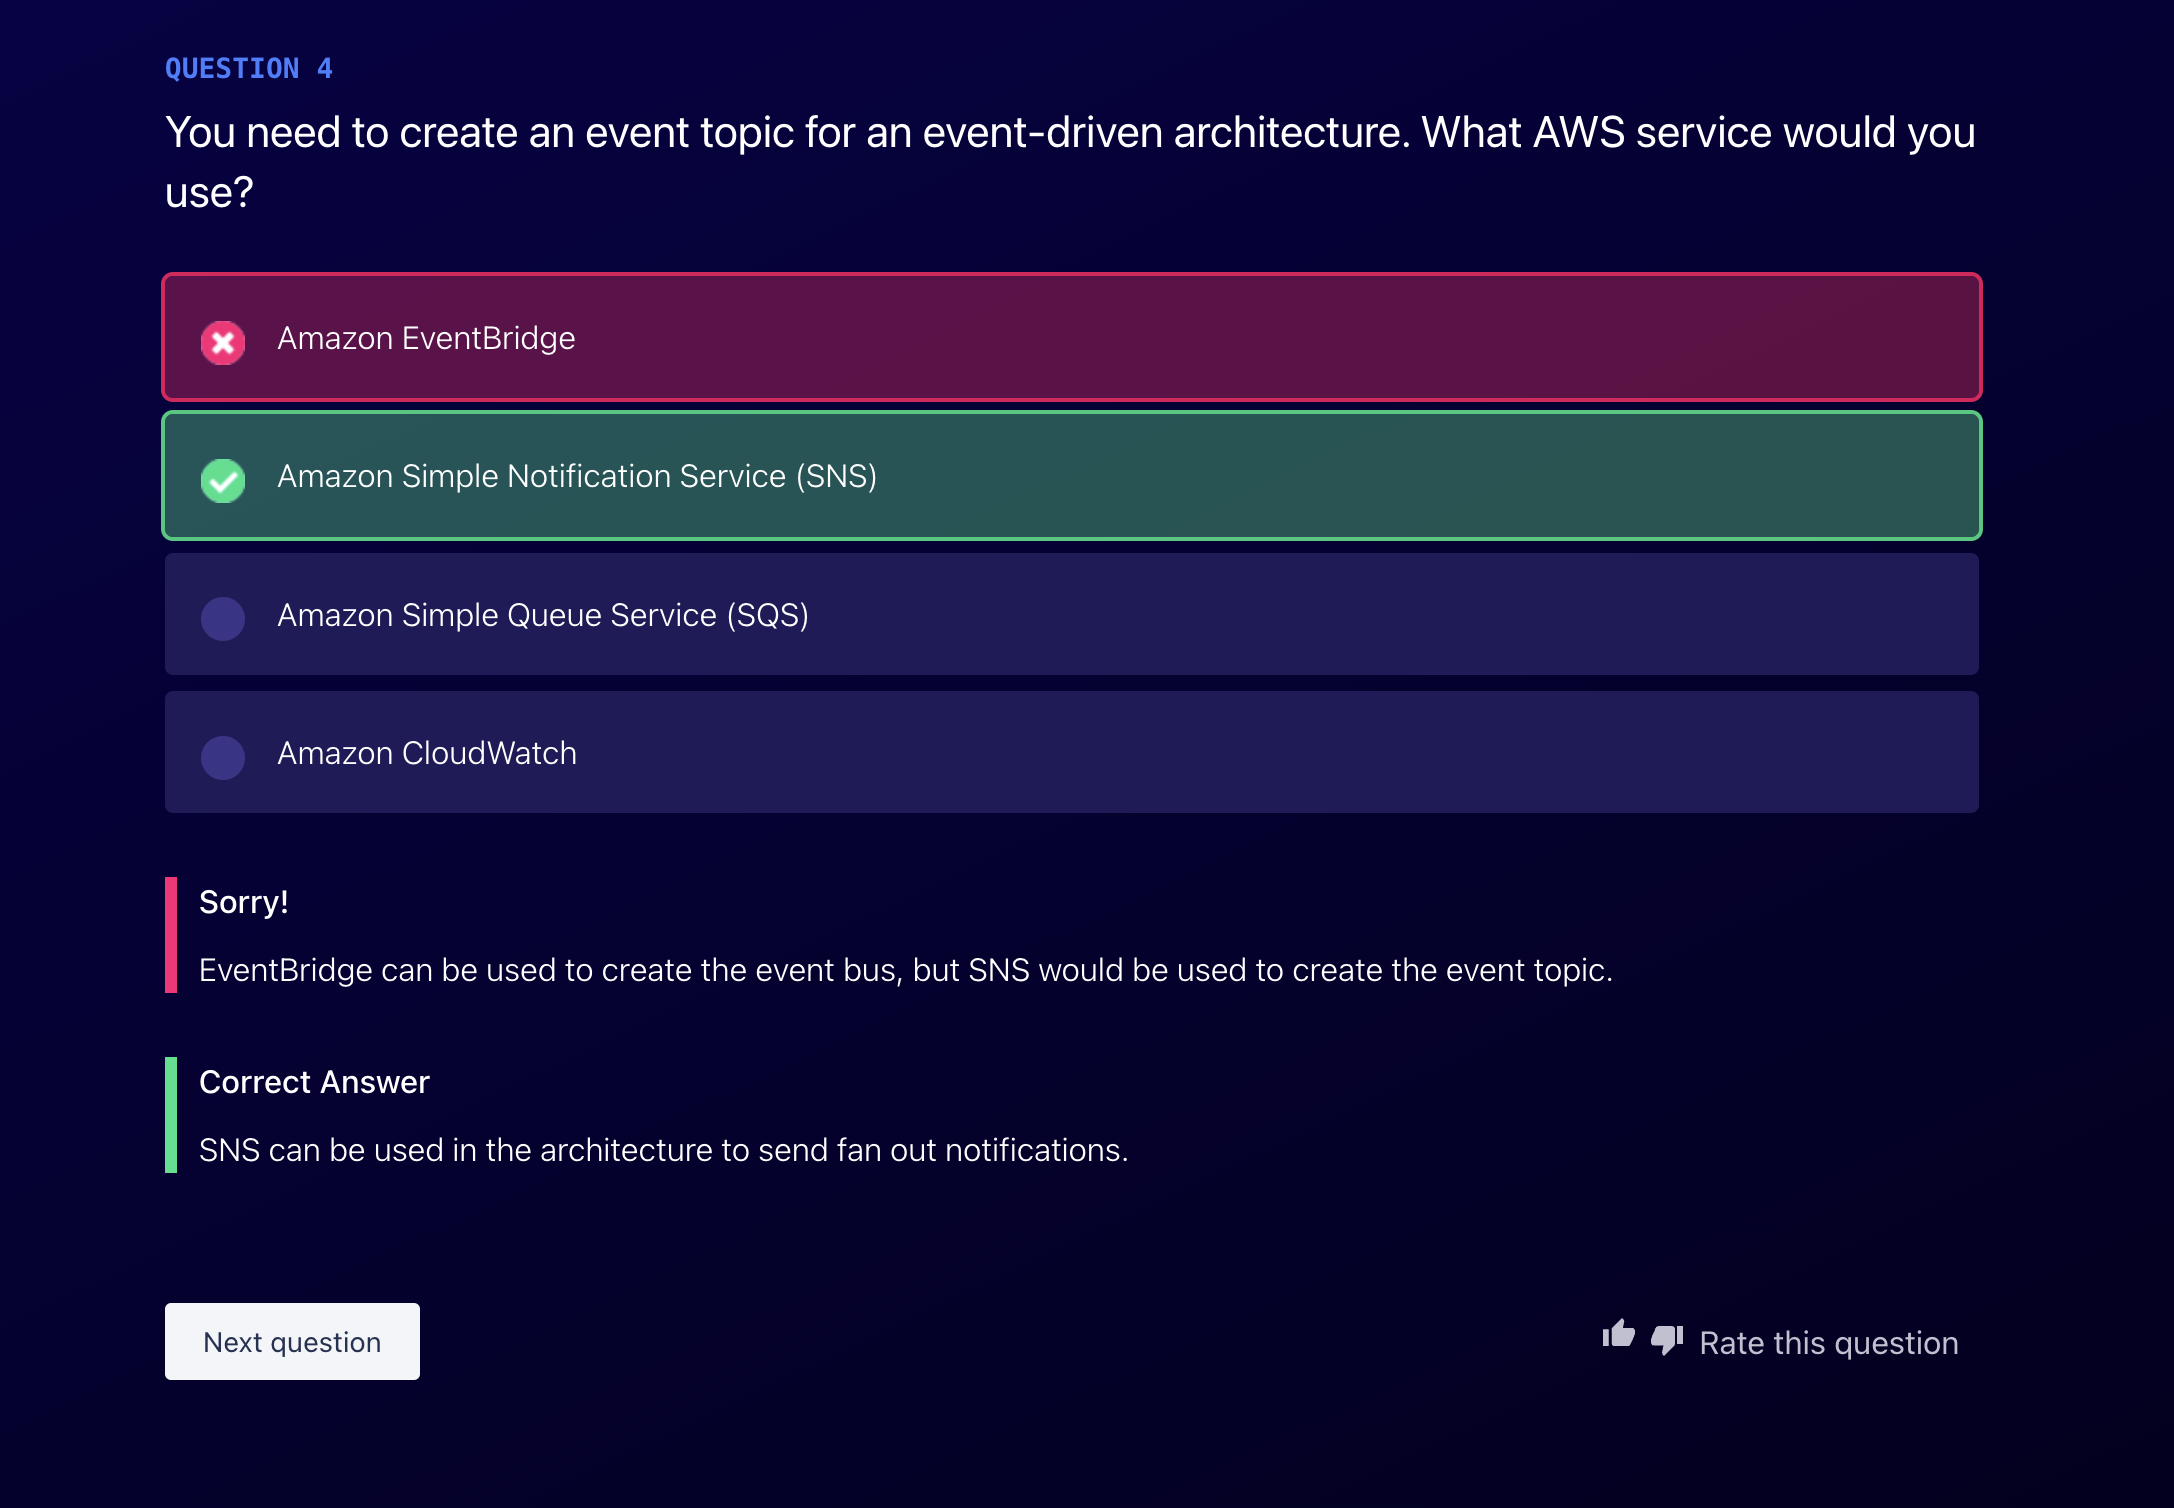 QUESTION 4
You need to create an event topic for an event-driven architecture. What AWS service would you
use?
Amazon EventBridge
Amazon Simple Notification Service (SNS)
Amazon Simple Queue Service (SQS)
Amazon CloudWatch
Sorry!
EventBridge can be used to create the event bus, but SNS would be used to create the event topic.
Correct Answer
SNS can be used in the architecture to send fan out notifications.
Next question
Rate this question